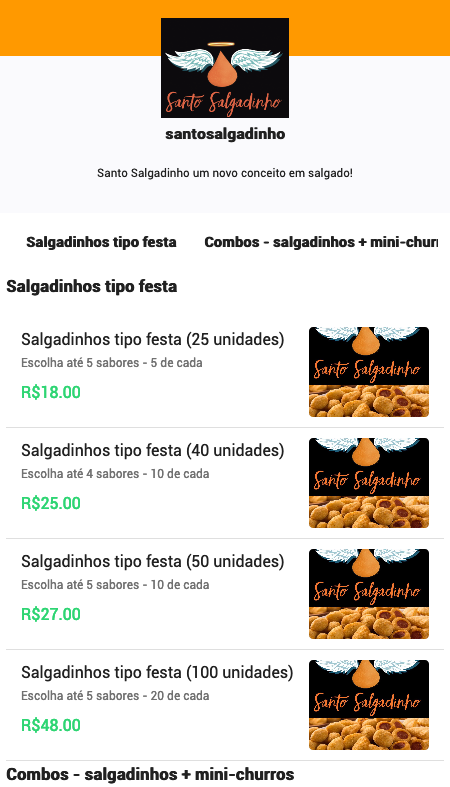 Santo Salgadinho
santosalgadinho
Santo Salgadinho um novo conceito em salgado!
Salgadinhos tipo festa
Combos - salgadinhos + mini-churr
Salgadinhos tipo festa
Salgadinhos tipo festa (25 unidades)
Escolha até 5 sabores - 5 de cada
R$18.00
Santo Salgadinho
Salgadinhos tipo festa (40 unidades)
Escolha até 4 sabores - 10 de cada
R$25.00
Santo Salgadinho
Salgadinhos tipo festa (50 unidades)
Escolha até 5 sabores - 10 de cada
R$27.00
Santo Salgadinho
Salgadinhos tipo festa (100 unidades)
Escolha até 5 sabores - 20 de cada
R$48.00
Santo Salgadinho
Combos - salgadinhos + mini-churros